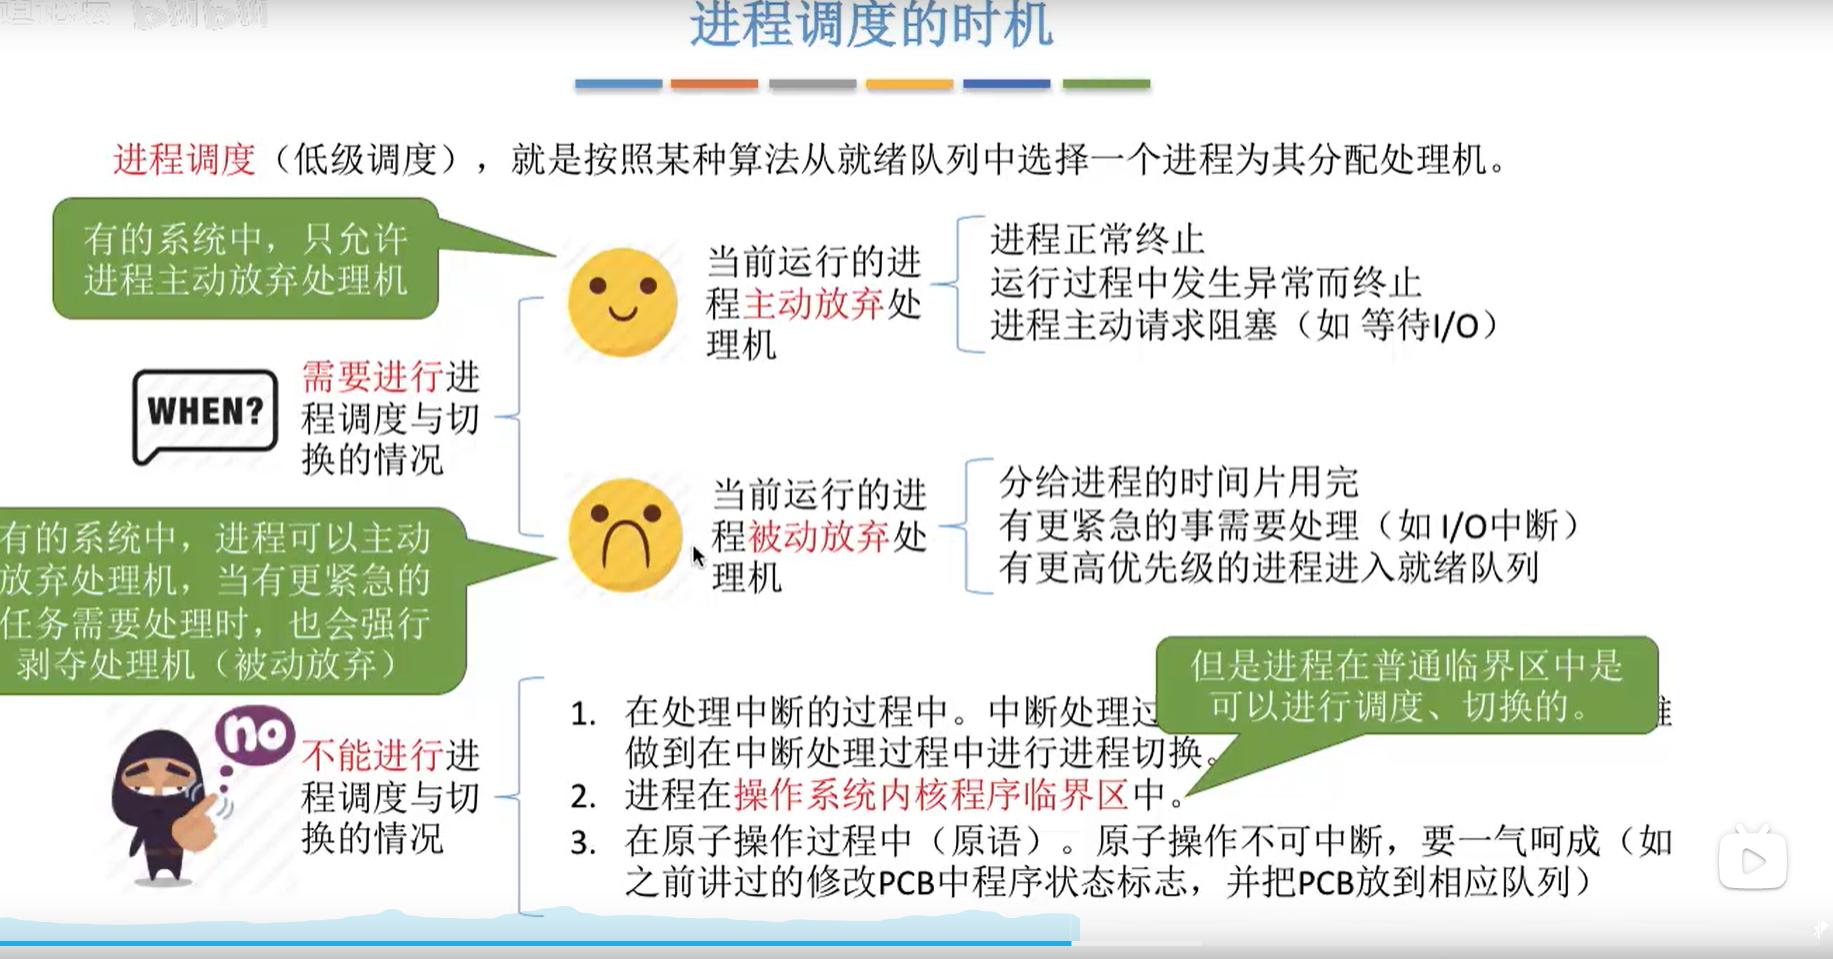 进程调度的时机
进程调度（低级调度），就是按照某种算法从就绪队列中选择一个进程为其分配处理机。
有的系统中，只允许
进程主动放弃处理机
当前运行的进
程主动放弃处
理机
进程正常终止
运行过程中发生异常而终止
进程主动请求阻塞（如 等待I/O）
WHEN?
需要进行进
程调度与切
换的情况
当前运行的进
程被动放弃处
理机
分给进程的时间片用完
有更紧急的事需要处理（如 I/O中断）
有更高优先级的进程进入就绪队列
有的系统中，进程可以主动
放弃处理机，当有更紧急的
任务需要处理时，也会强行
剥夺处理机（被动放弃）
但是进程在普通临界区中是
可以进行调度、切换的。
no
不能进行进
程调度与切
换的情况
1. 在处理中断的过程中。中断处理过
做到在中断处理过程中进行进程切换。
2. 进程在操作系统内核程序临界区中。
3. 在原子操作过程中（原语）。原子操作不可中断，要一气呵成（如
之前讲过的修改PCB中程序状态标志，并把PCB放到相应队列）